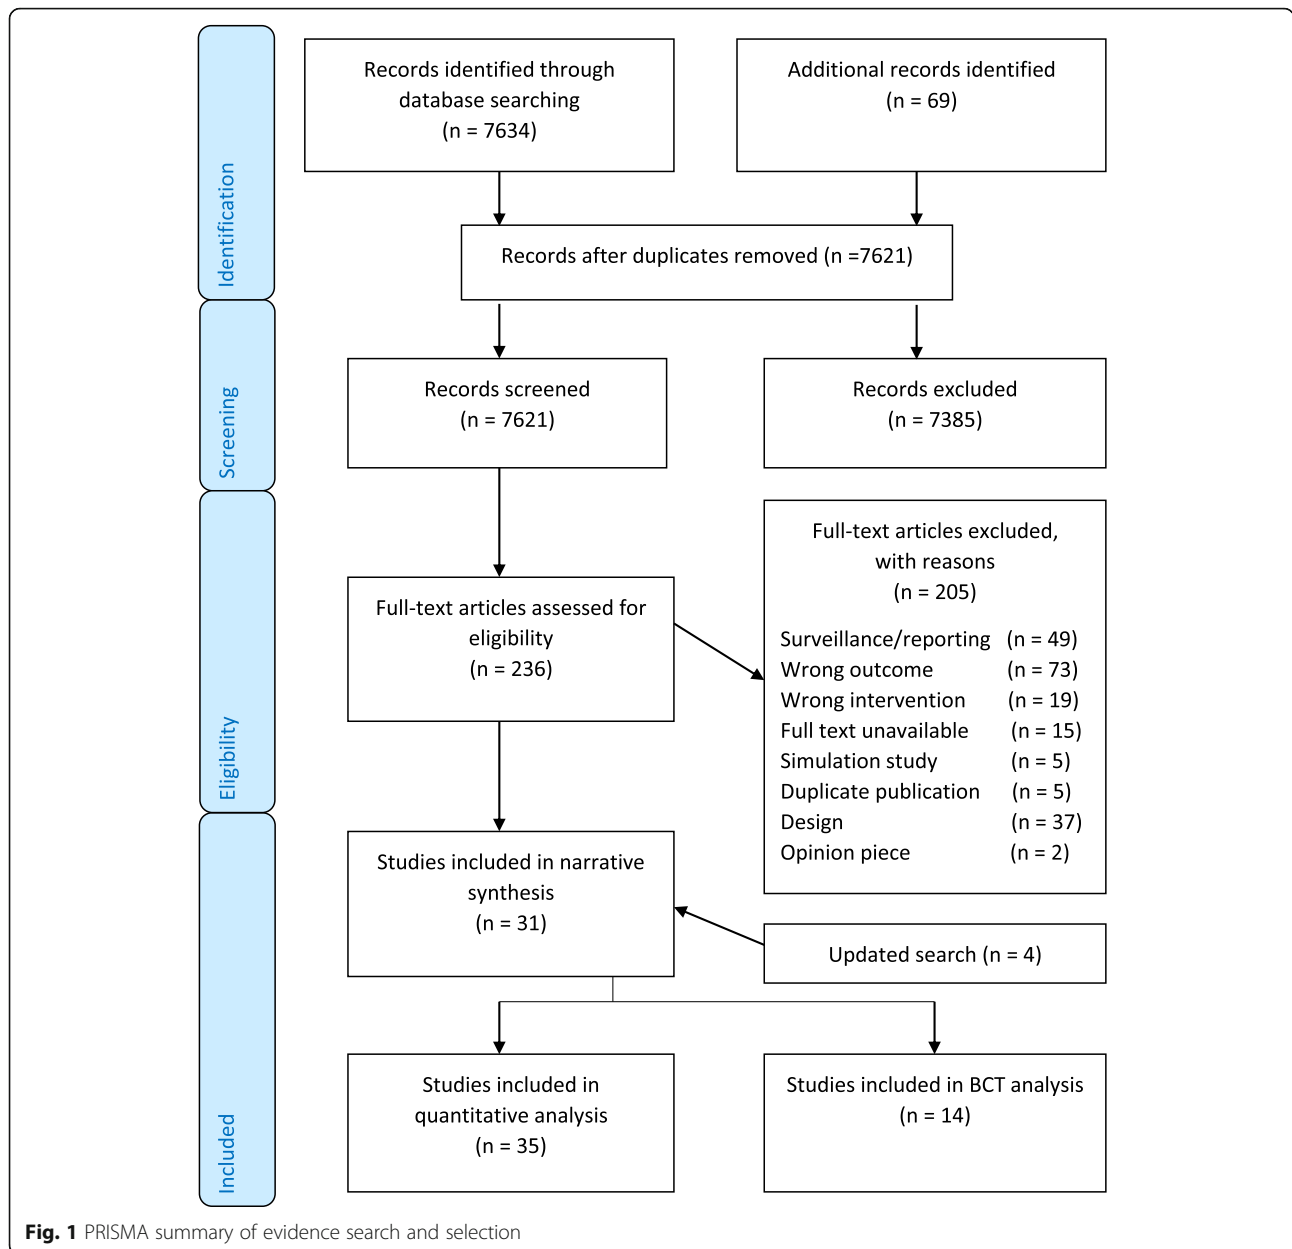 Identification
Records identified through
database searching
(n = 7634)
Additional records identified
(n = 69)
Records after duplicates removed (n =7621)
Screening
Records screened
(n = 7621)
Records excluded
(n = 7385)
Eligibility
Full-text articles assessed for
eligibility
(n = 236)
Full-text articles excluded,
with reasons
(n = 205)
Surveillance/reporting (n = 49)
Wrong outcome (n = 73)
Wrong intervention (n = 19)
Full text unavailable (n = 15)
Simulation study (n = 5)
Duplicate publication (n = 5)
Design (n = 37)
Opinion piece (n = 2)
Included
Studies included in narrative
synthesis
(n = 31)
Updated search (n = 4)
Studies included in
quantitative analysis
(n = 35)
Studies included in BCT analysis
(n = 14)
Fig. 1 PRISMA summary of evidence search and selection